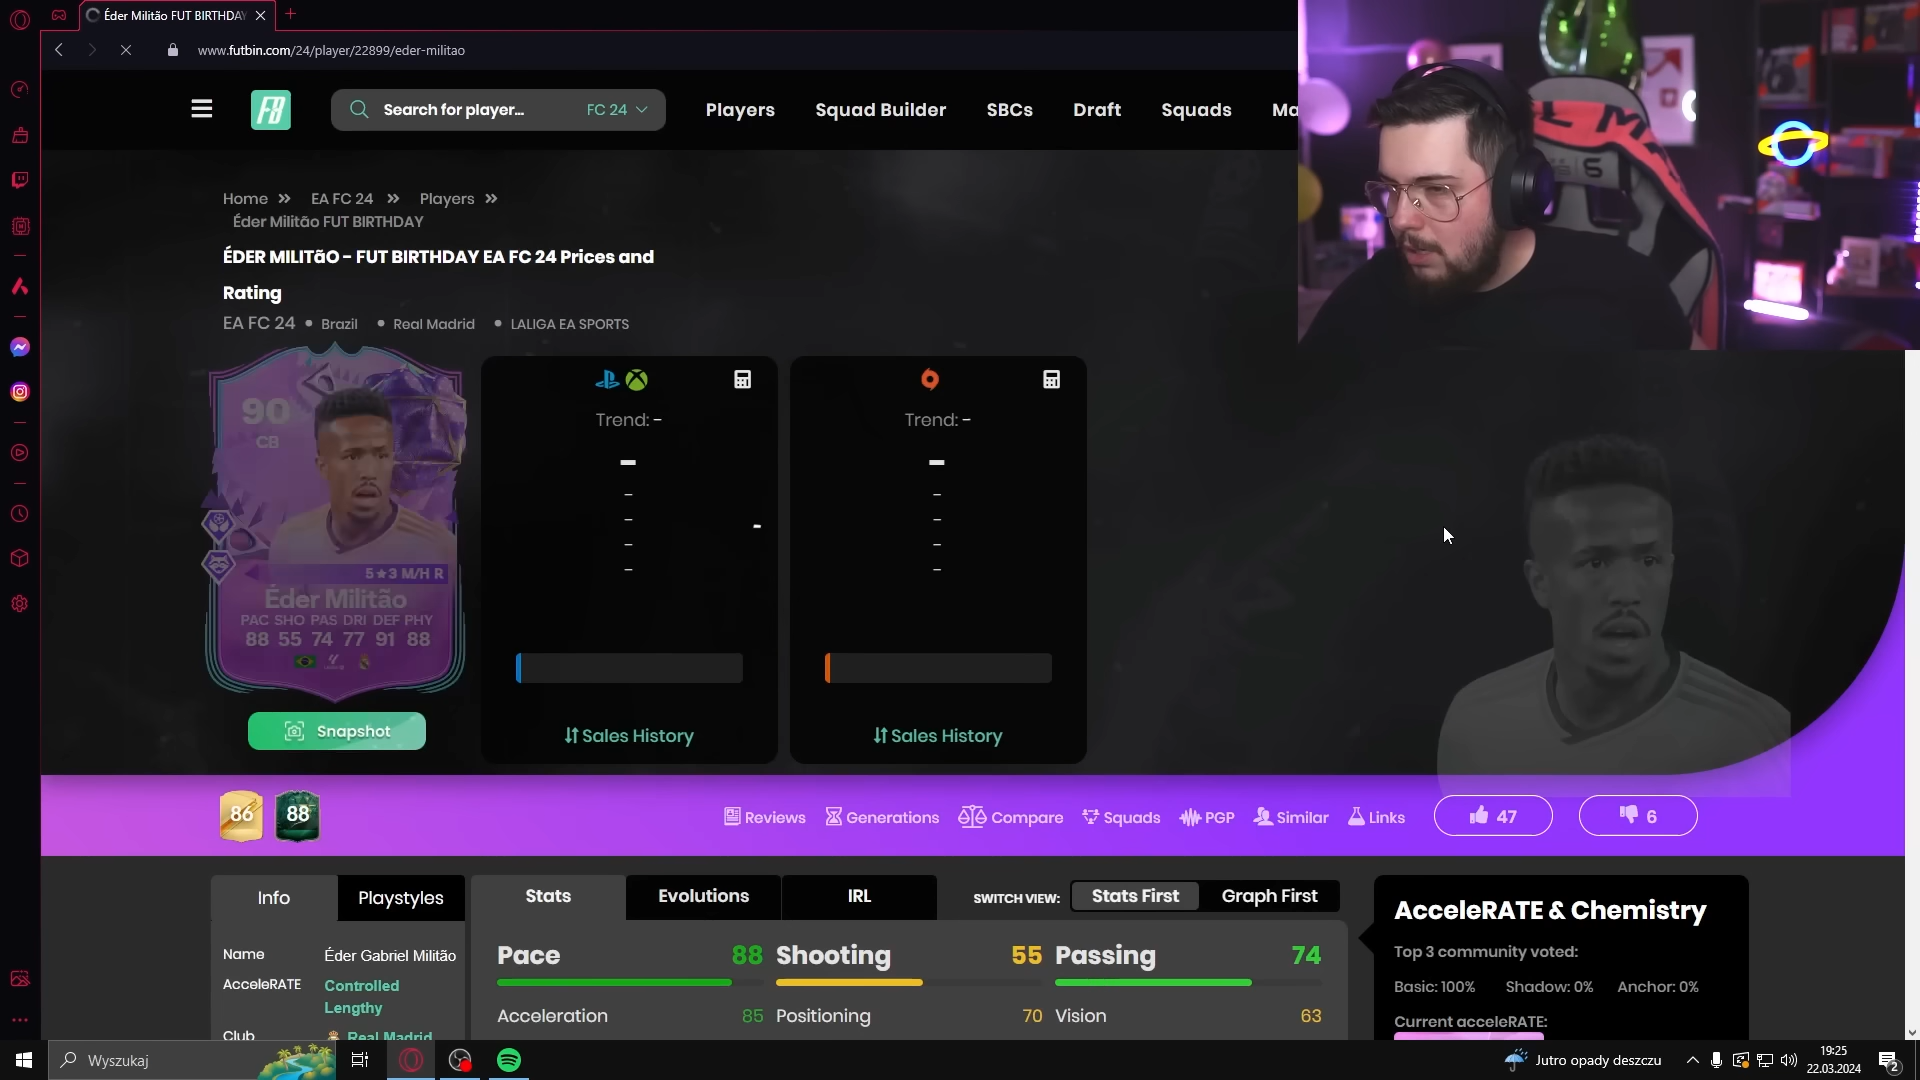 Éder Militão FUT BIRTHDAY
www.futbin.com/24/player/22899/eder-militao
FB
Search for player...
FC 24
Players
Squad Builder
SBCs
Draft
Squads
Ma
Home
EA FC 24
Players
Éder Militão FUT BIRTHDAY
ÉDER MILITãO - FUT BIRTHDAY EA FC 24 Prices and
Rating
EA FC 24 • Brazil • Real Madrid • LALIGA EA SPORTS
90
CB
5★3 M/H R
Éder Militão
PAC SHO PAS DRI DEF PHY
88 55 74 77 91 88
Snapshot
Trend: -
-
-
-
-
-
-
Sales History
Trend: -
-
-
-
-
-
Sales History
86
88
Reviews
Generations
Compare
Squads
PGP
Similar
Links
47
6
Info
Playstyles
Stats
Evolutions
IRL
SWITCH VIEW:
Stats First
Graph First
Name
Éder Gabriel Militão
AcceleRATE
Controlled
Lengthy
Club
Real Madrid
Pace 88
Shooting 55
Passing 74
Acceleration 85
Positioning 70
Vision 63
AcceleRATE & Chemistry
Top 3 community voted:
Basic: 100% Shadow: 0% Anchor: 0%
Current acceleRATE:
Wyszukaj
Jutro opady deszczu
19:25
22.03.2024
2